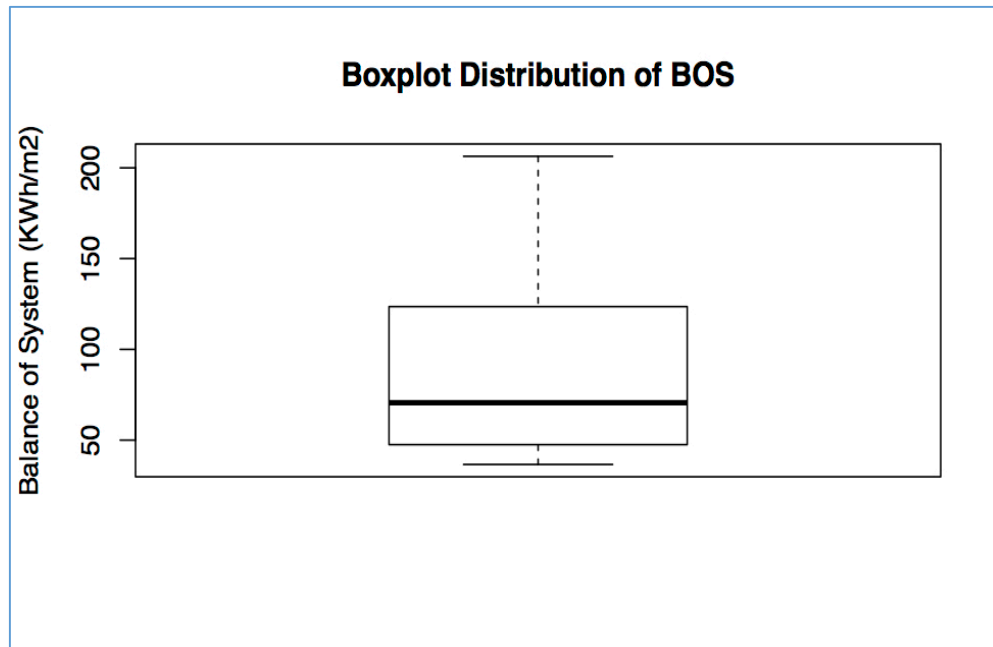 Boxplot Distribution of BOS
Balance of System (KWh/m2)
200
150
100
50